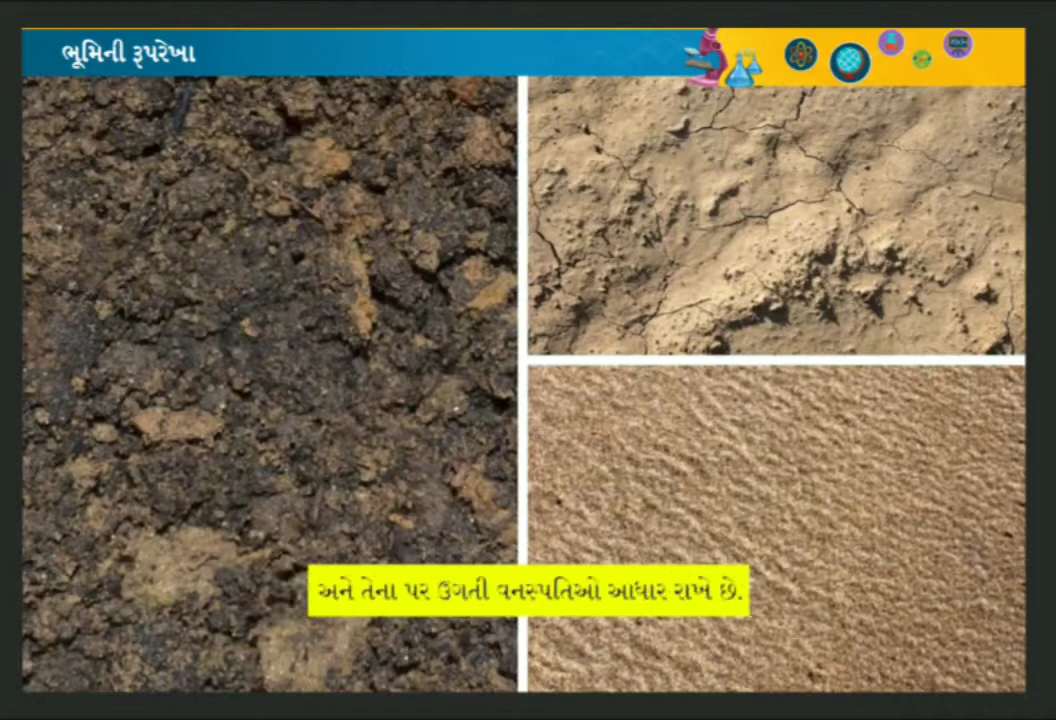 ભૂમિની રૂપરેખા
અને તેના પર ઉગતી વનસ્પતિઓ આધાર રાખે છે.